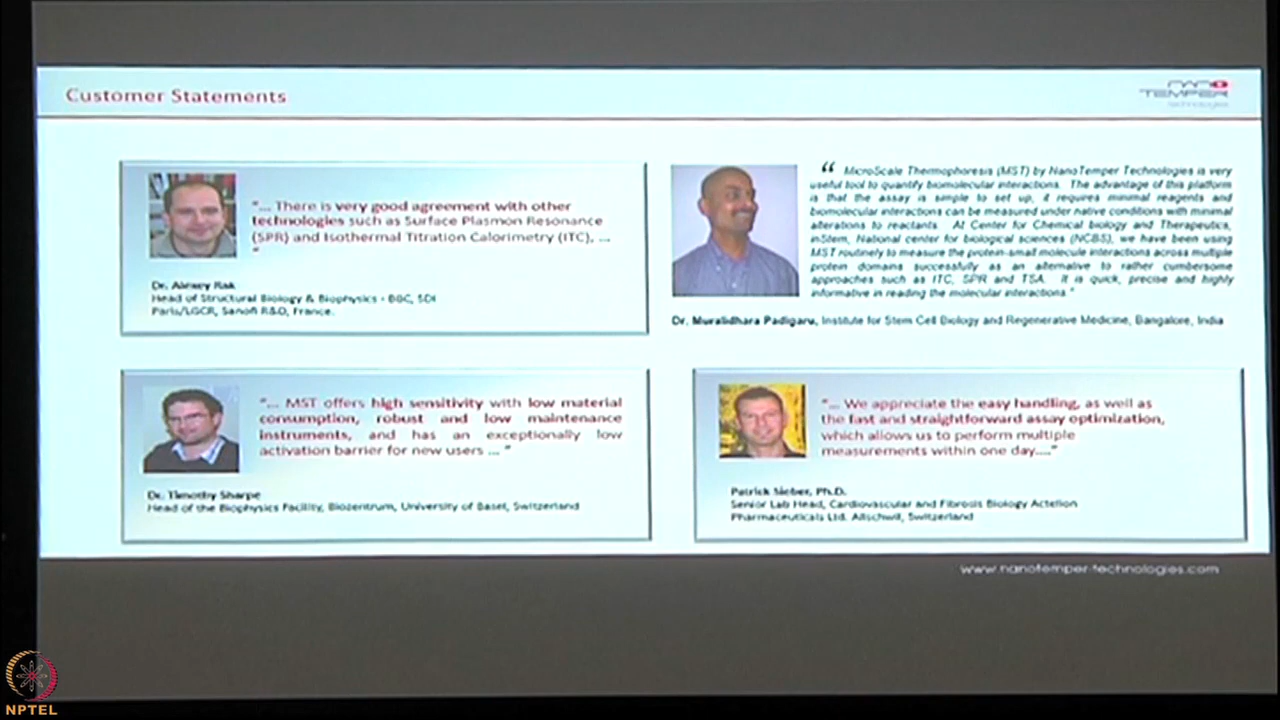 Customer Statements
NANO
TEMPER
technologies
"... There is very good agreement with other
technologies such as Surface Plasmon Resonance
(SPR) and Isothermal Titration Calorimetry (ITC), ...
"
Dr. Alexey Rak
Head of Structural Biology & Biophysics - BBC, SDI
Paris/LGCR, Sanofi R&D, France.
“ MicroScale Thermophoresis (MST) by NanoTemper Technologies is very
useful tool to quantify biomolecular interactions. The advantage of this platform
is that the assay is simple to set up, it requires minimal reagents and
biomolecular interactions can be measured under native conditions with minimal
alterations to reactants. At Center for Chemical biology and Therapeutics,
inStem, National center for biological sciences (NCBS), we have been using
MST routinely to measure the protein-small molecule interactions across multiple
protein domains successfully as an alternative to rather cumbersome
approaches such as ITC, SPR and TSA. It is quick, precise and highly
informative in reading the molecular interactions."
Dr. Muralidhara Padigaru, Institute for Stem Cell Biology and Regenerative Medicine, Bangalore, India
"... MST offers high sensitivity with low material
consumption, robust and low maintenance
instruments, and has an exceptionally low
activation barrier for new users ... "
Dr. Timothy Sharpe
Head of the Biophysics Facility, Biozentrum, University of Basel, Switzerland
"... We appreciate the easy handling, as well as
the fast and straightforward assay optimization,
which allows us to perform multiple
measurements within one day...."
Patrick Sieber, Ph.D.
Senior Lab Head, Cardiovascular and Fibrosis Biology Actelion
Pharmaceuticals Ltd. Allschwil, Switzerland
www.nanotemper-technologies.com
NPTEL